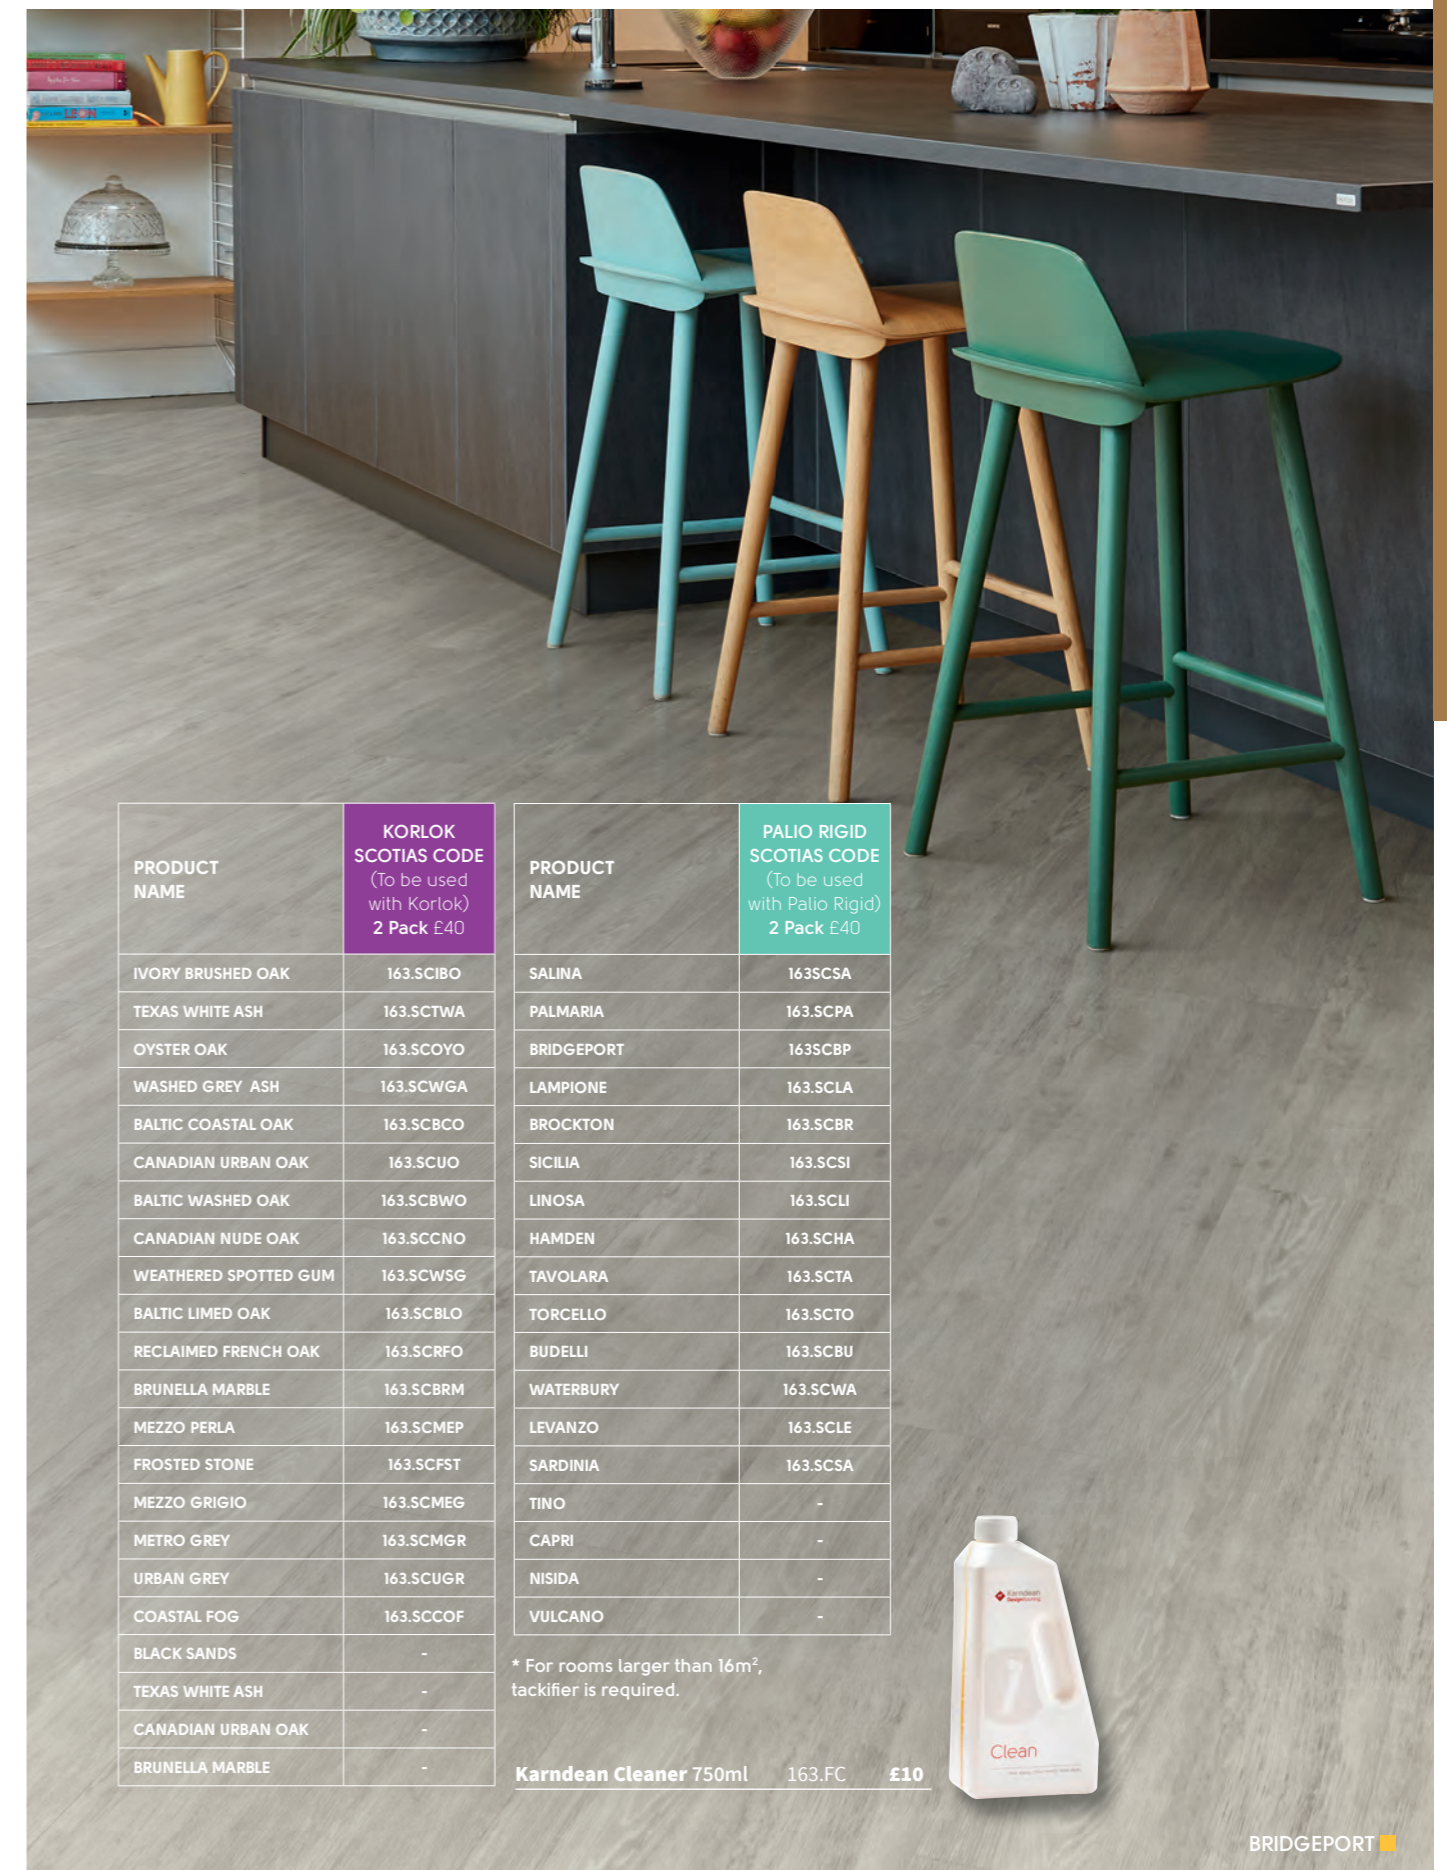 LEON
PRODUCT
NAME
KORLOK
SCOTIAS CODE
(To be used
with Korlok)
2 Pack £40
IVORY BRUSHED OAK 163.SCIBO
TEXAS WHITE ASH 163.SCTWA
OYSTER OAK 163.SCOYO
WASHED GREY ASH 163.SCWGA
BALTIC COASTAL OAK 163.SCBCO
CANADIAN URBAN OAK 163.SCUO
BALTIC WASHED OAK 163.SCBWO
CANADIAN NUDE OAK 163.SCCNO
WEATHERED SPOTTED GUM 163.SCWSG
BALTIC LIMED OAK 163.SCBLO
RECLAIMED FRENCH OAK 163.SCRFO
BRUNELLA MARBLE 163.SCBRM
MEZZO PERLA 163.SCMEP
FROSTED STONE 163.SCFST
MEZZO GRIGIO 163.SCMEG
METRO GREY 163.SCMGR
URBAN GREY 163.SCUGR
COASTAL FOG 163.SCCOF
BLACK SANDS -
TEXAS WHITE ASH -
CANADIAN URBAN OAK -
BRUNELLA MARBLE -
PRODUCT
NAME
PALIO RIGID
SCOTIAS CODE
(To be used
with Palio Rigid)
2 Pack £40
SALINA 163SCSA
PALMARIA 163.SCPA
BRIDGEPORT 163SCBP
LAMPIONE 163.SCLA
BROCKTON 163.SCBR
SICILIA 163.SCSI
LINOSA 163.SCLI
HAMDEN 163.SCHA
TAVOLARA 163.SCTA
TORCELLO 163.SCTO
BUDELLI 163.SCBU
WATERBURY 163.SCWA
LEVANZO 163.SCLE
SARDINIA 163.SCSA
TINO -
CAPRI -
NISIDA -
VULCANO -
* For rooms larger than 16m²,
tackifier is required.
Karndean Cleaner 750ml 163.FC £10
Karndean
Designflooring
Clean
BRIDGEPORT